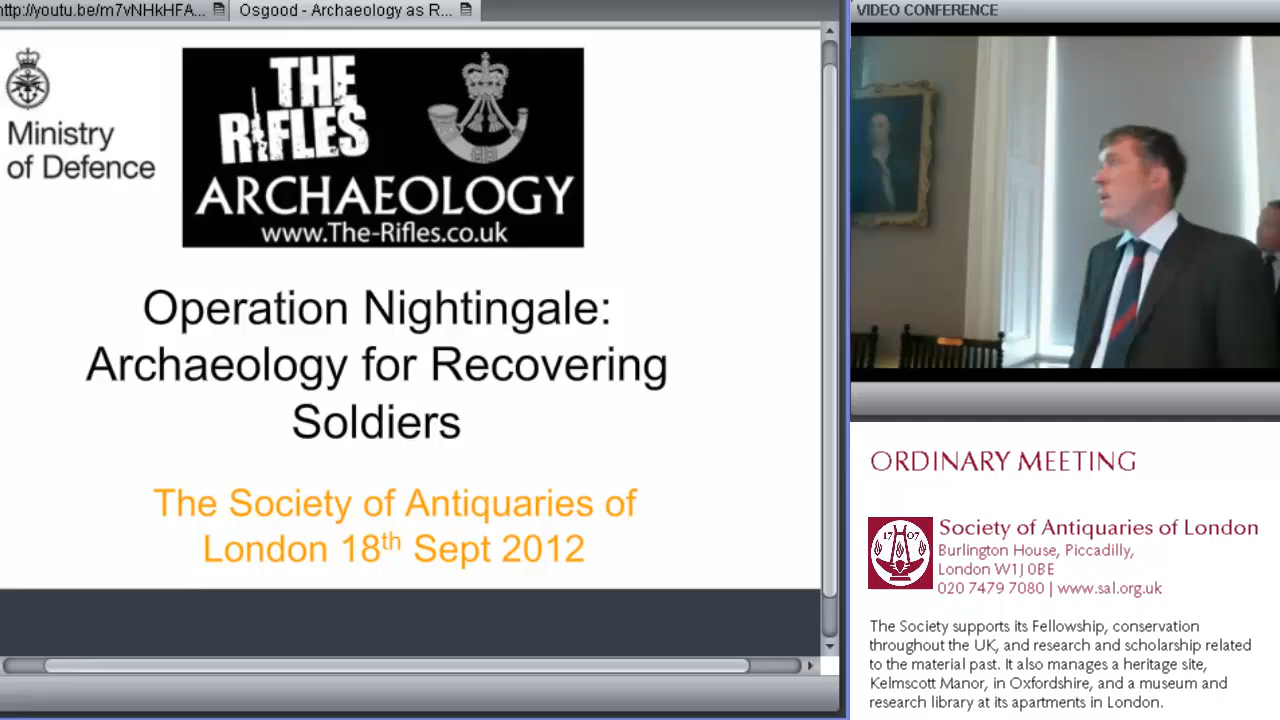 http://youtu.be/m7vNHkHFA...
Osgood - Archaeology as R...
VIDEO CONFERENCE
Ministry
of Defence
THE
RIFLES
ARCHAEOLOGY
www.The-Rifles.co.uk
Operation Nightingale:
Archaeology for Recovering
Soldiers
The Society of Antiquaries of
London 18th Sept 2012
ORDINARY MEETING
1707
Society of Antiquaries of London
Burlington House, Piccadilly,
London W1J 0BE
020 7479 7080 | www.sal.org.uk
The Society supports its Fellowship, conservation
throughout the UK, and research and scholarship related
to the material past. It also manages a heritage site,
Kelmscott Manor, in Oxfordshire, and a museum and
research library at its apartments in London.